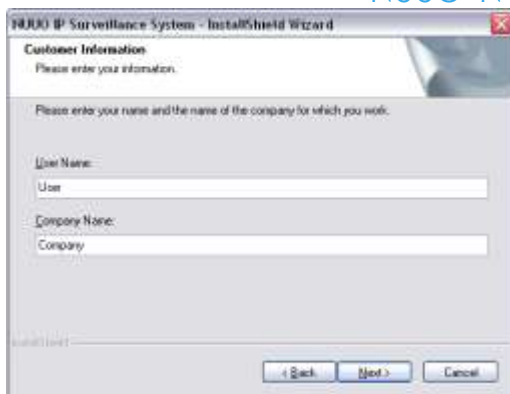 NUUO IP Surveillance System - InstallShield Wizard
Customer Information
Please enter your information.
Please enter your name and the name of the company for which you work.
User Name:
User
Company Name:
Company
InstallShield
< Back
Next >
Cancel